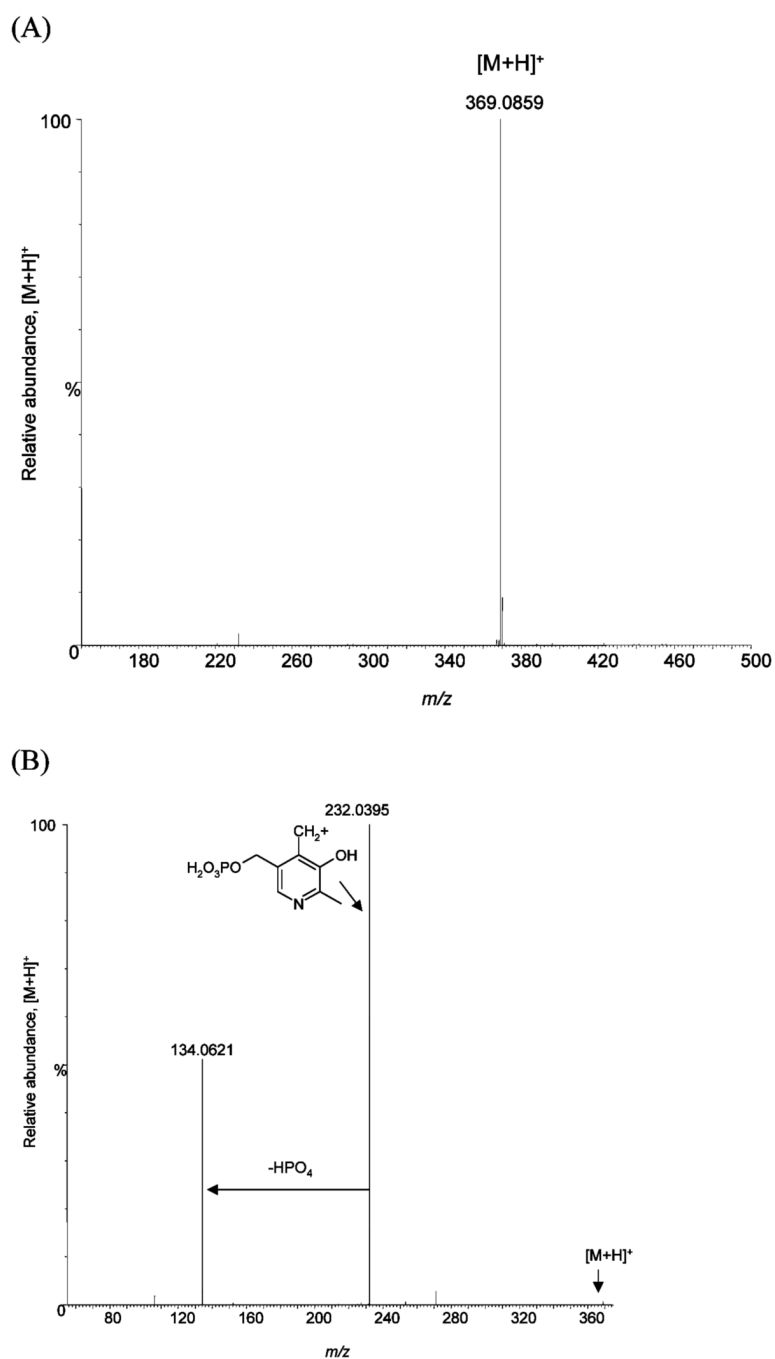 (A)
[M+H]+
369.0859
100
Relative abundance, [M+H]+
%
0
180 220 260 300 340 380 420 460 500
m/z
(B)
232.0395
100
CH2+
OH
H2O3PO
N
134.0621
Relative abundance, [M+H]+
%
-HPO4
[M+H]+
0
80 120 160 200 240 280 320 360
m/z